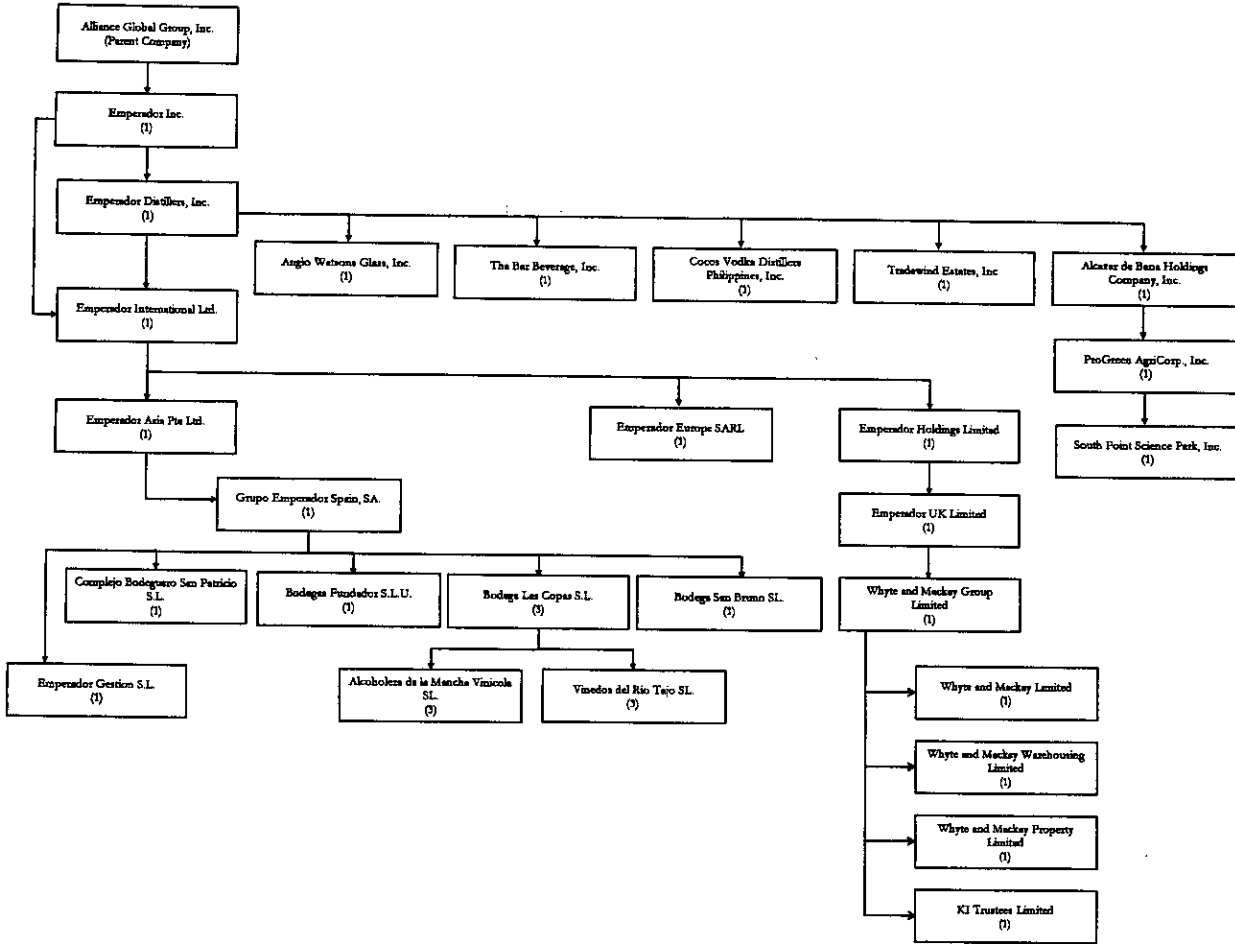 Alliance Global Group, Inc.
(Parent Company)
Emperador Inc.
(1)
Emperador Distillers, Inc.
(1)
Anglo Watsons Glass, Inc.
(1)
The Bar Beverage, Inc.
(1)
Cocos Vodka Distillers
Philippines, Inc.
(1)
Tradewind Estates, Inc
(1)
Alcazar de Bana Holdings
Company, Inc.
(1)
Emperador International Ltd.
(1)
ProGreen AgriCorp., Inc.
(1)
Emperador Asia Pte Ltd.
(1)
Emperador Europe SARL
(1)
Emperador Holdings Limited
(1)
South Point Science Park, Inc.
(1)
Grupo Emperador Spain, SA.
(1)
Emperador UK Limited
(1)
Complejo Bodeguero San Patricio
S.L.
(1)
Bodegas Fundador S.L.U.
(1)
Bodega Las Copas S.L.
(3)
Bodega San Bruno SL.
(1)
Whyte and Mackay Group
Limited
(1)
Emperador Gestion S.L.
(1)
Alcoholera de la Mancha Vinicola
SL.
(3)
Vinedos del Rio Tajo SL.
(3)
Whyte and Mackay Limited
(1)
Whyte and Mackay Warehousing
Limited
(1)
Whyte and Mackay Property
Limited
(1)
KI Trustees Limited
(1)